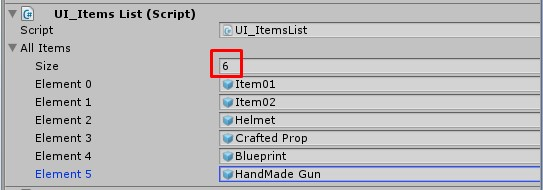 UI_Items List (Script)
Script UI_ItemsList
All Items
Size 6
Element 0 Item01
Element 1 Item02
Element 2 Helmet
Element 3 Crafted Prop
Element 4 Blueprint
Element 5 HandMade Gun